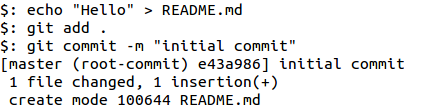 $: echo "Hello" > README.md
$: git add .
$: git commit -m "initial commit"
[master (root-commit) e43a986] initial commit
 1 file changed, 1 insertion(+)
 create mode 100644 README.md